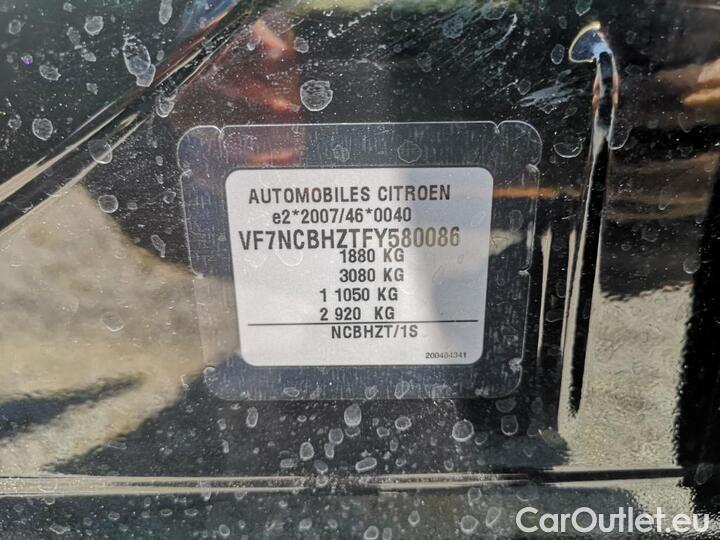 AUTOMOBILES CITROEN
e2*2007/46*0040
VF7NCBHZTFY580086
1880 KG
3080 KG
1 1050 KG
2 920 KG
NCBHZT/1S
200404341
CarOutlet.eu